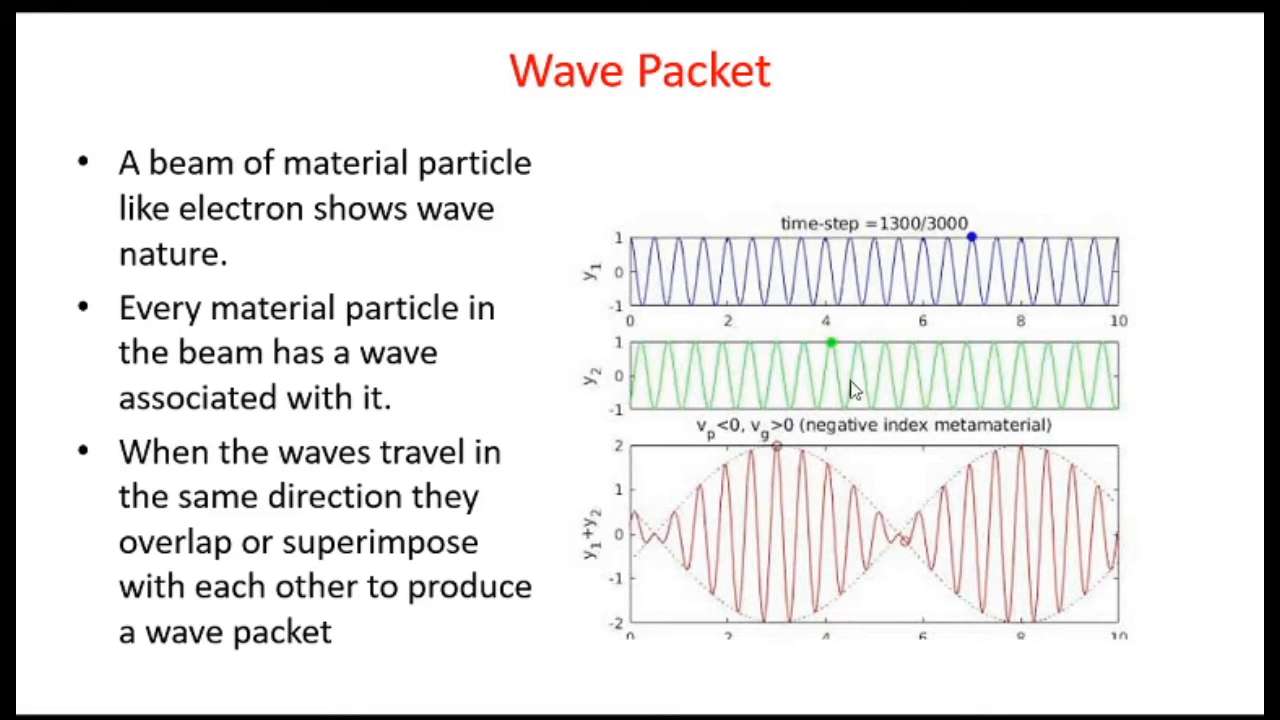 Wave Packet
• A beam of material particle
like electron shows wave
nature.
• Every material particle in
the beam has a wave
associated with it.
• When the waves travel in
the same direction they
overlap or superimpose
with each other to produce
a wave packet
time-step =1300/3000
y1
1
0
-1
0 2 4 6 8 10
y2
1
0
-1
vp<0, vg>0 (negative index metamaterial)
y1+y2
2
1
0
-1
-2
0 2 4 6 8 10